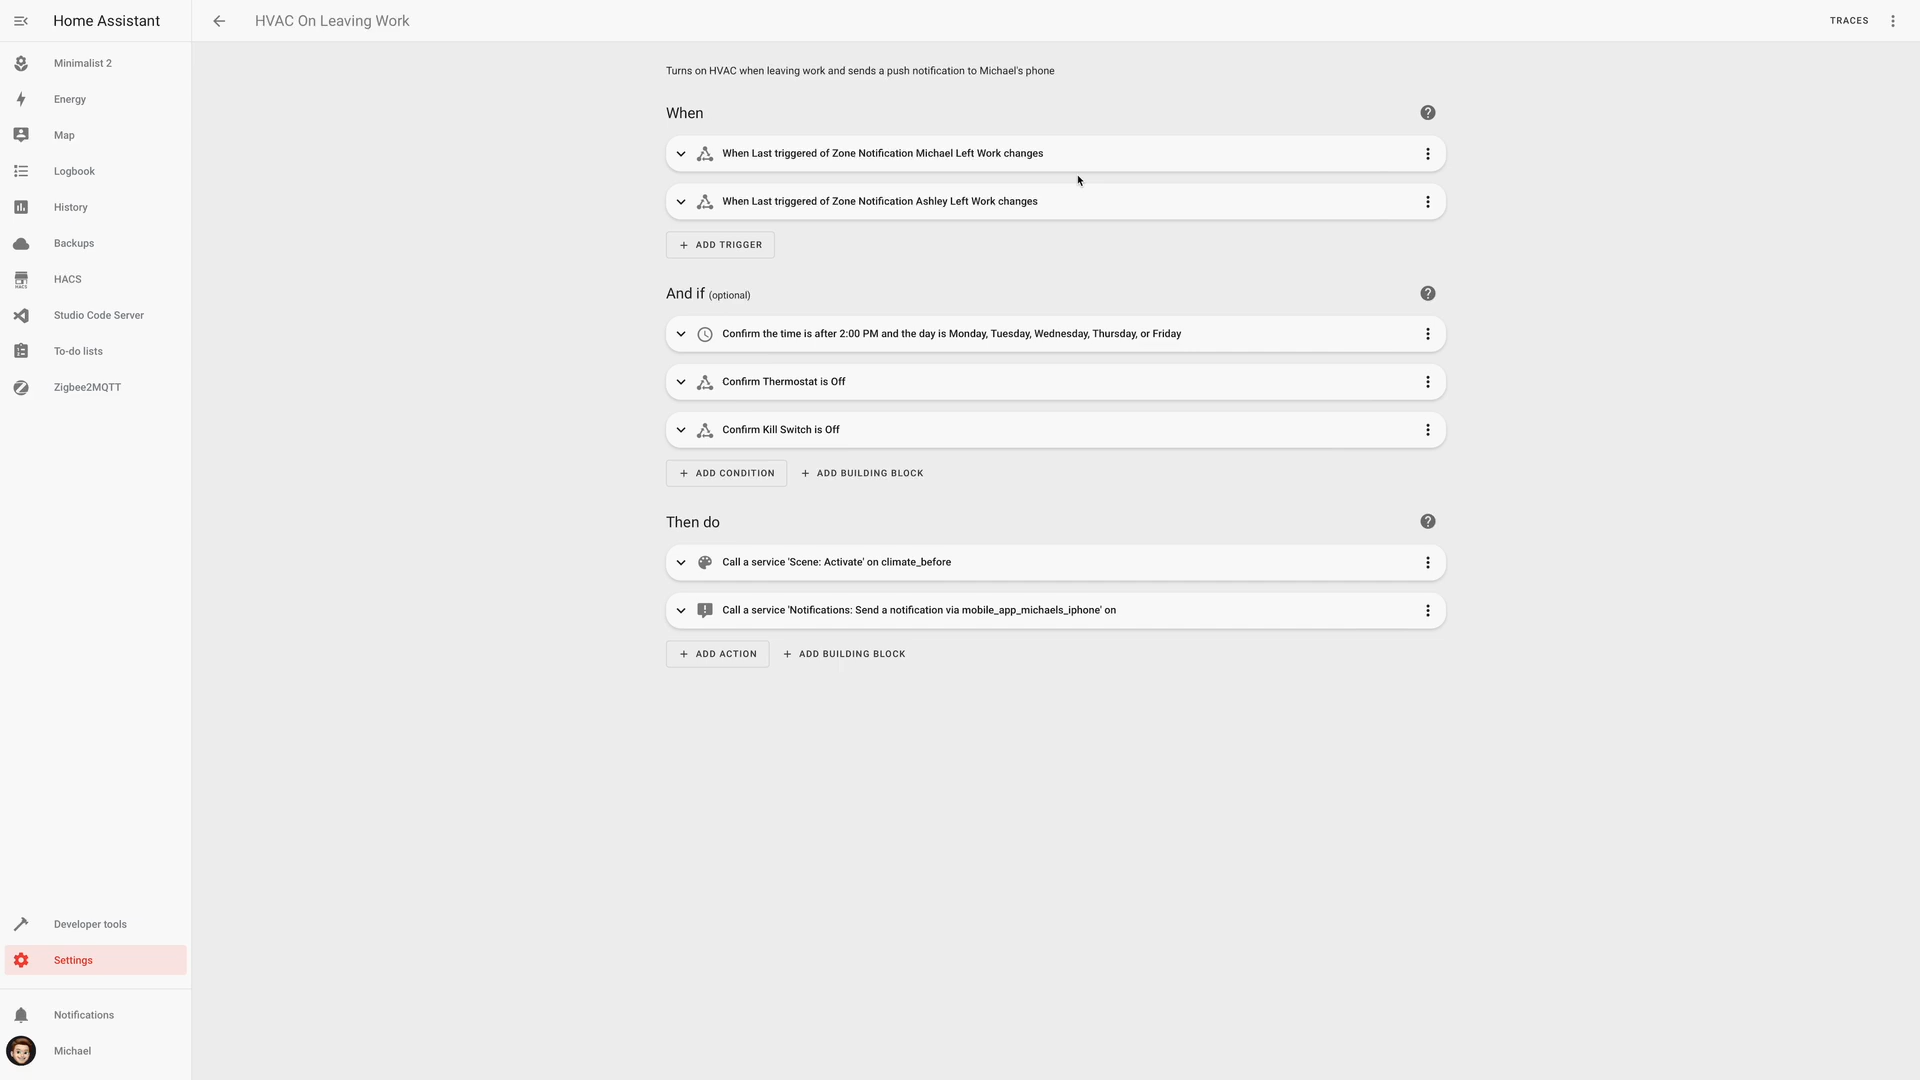 Home Assistant
HVAC On Leaving Work
TRACES
Minimalist 2
Energy
Map
Logbook
History
Backups
HACS
HACS
Studio Code Server
To-do lists
Zigbee2MQTT
Developer tools
Settings
Notifications
Michael
Turns on HVAC when leaving work and sends a push notification to Michael's phone
When
When Last triggered of Zone Notification Michael Left Work changes
When Last triggered of Zone Notification Ashley Left Work changes
+ ADD TRIGGER
And if (optional)
Confirm the time is after 2:00 PM and the day is Monday, Tuesday, Wednesday, Thursday, or Friday
Confirm Thermostat is Off
Confirm Kill Switch is Off
+ ADD CONDITION + ADD BUILDING BLOCK
Then do
Call a service 'Scene: Activate' on climate_before
Call a service 'Notifications: Send a notification via mobile_app_michaels_iphone' on
+ ADD ACTION + ADD BUILDING BLOCK